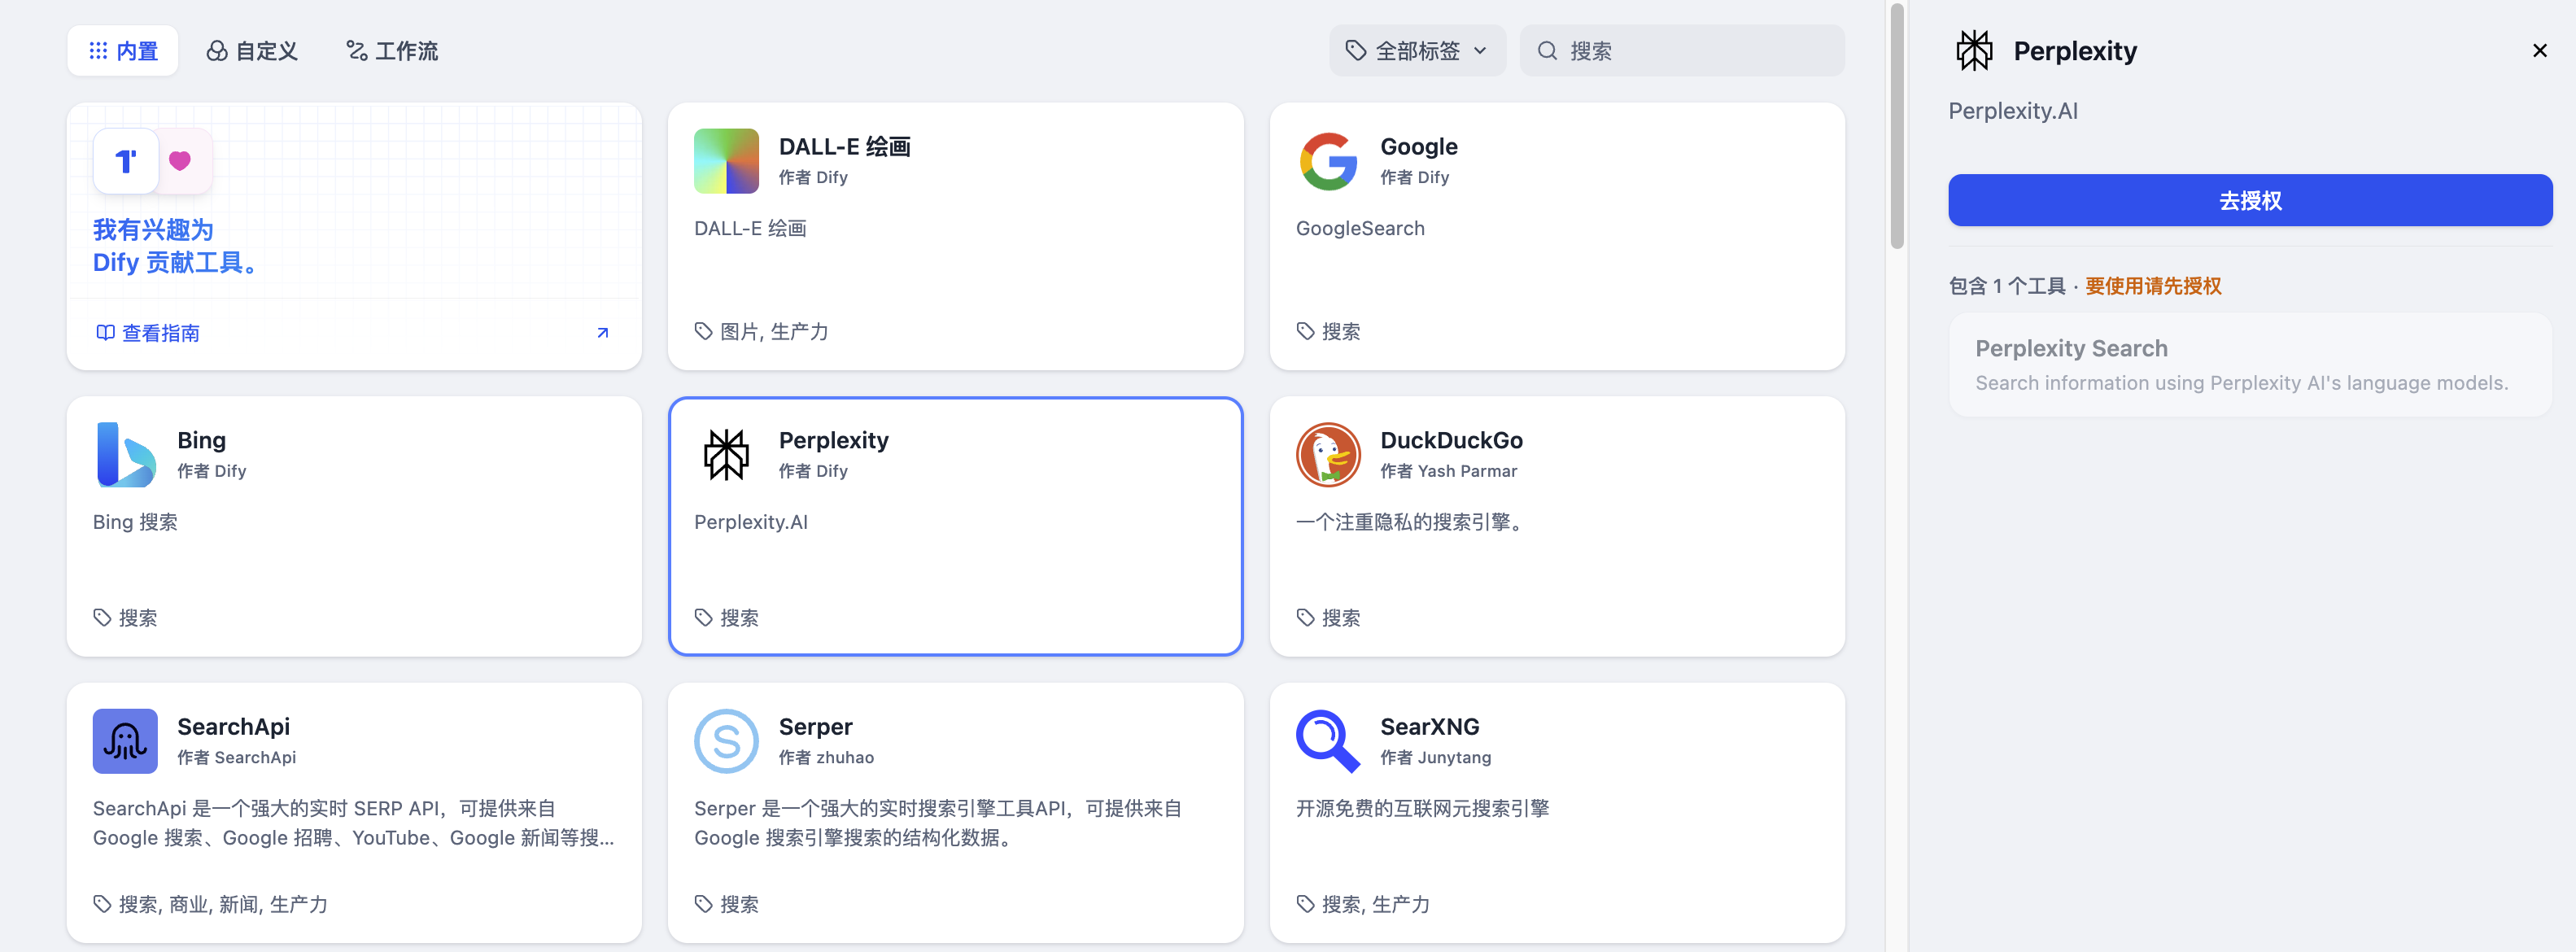 内置
自定义
工作流
全部标签
搜索
我有兴趣为
Dify 贡献工具。
查看指南
DALL-E 绘画
作者 Dify
DALL-E 绘画
图片, 生产力
Google
作者 Dify
GoogleSearch
搜索
Bing
作者 Dify
Bing 搜索
搜索
Perplexity
作者 Dify
Perplexity.AI
搜索
DuckDuckGo
作者 Yash Parmar
一个注重隐私的搜索引擎。
搜索
SearchApi
作者 SearchApi
SearchApi 是一个强大的实时 SERP API，可提供来自
Google 搜索、Google 招聘、YouTube、Google 新闻等搜...
搜索, 商业, 新闻, 生产力
Serper
作者 zhuhao
Serper 是一个强大的实时搜索引擎工具API，可提供来自
Google 搜索引擎搜索的结构化数据。
搜索
SearXNG
作者 Junytang
开源免费的互联网元搜索引擎
搜索, 生产力
Perplexity
Perplexity.AI
去授权
包含 1 个工具 · 要使用请先授权
Perplexity Search
Search information using Perplexity AI's language models.